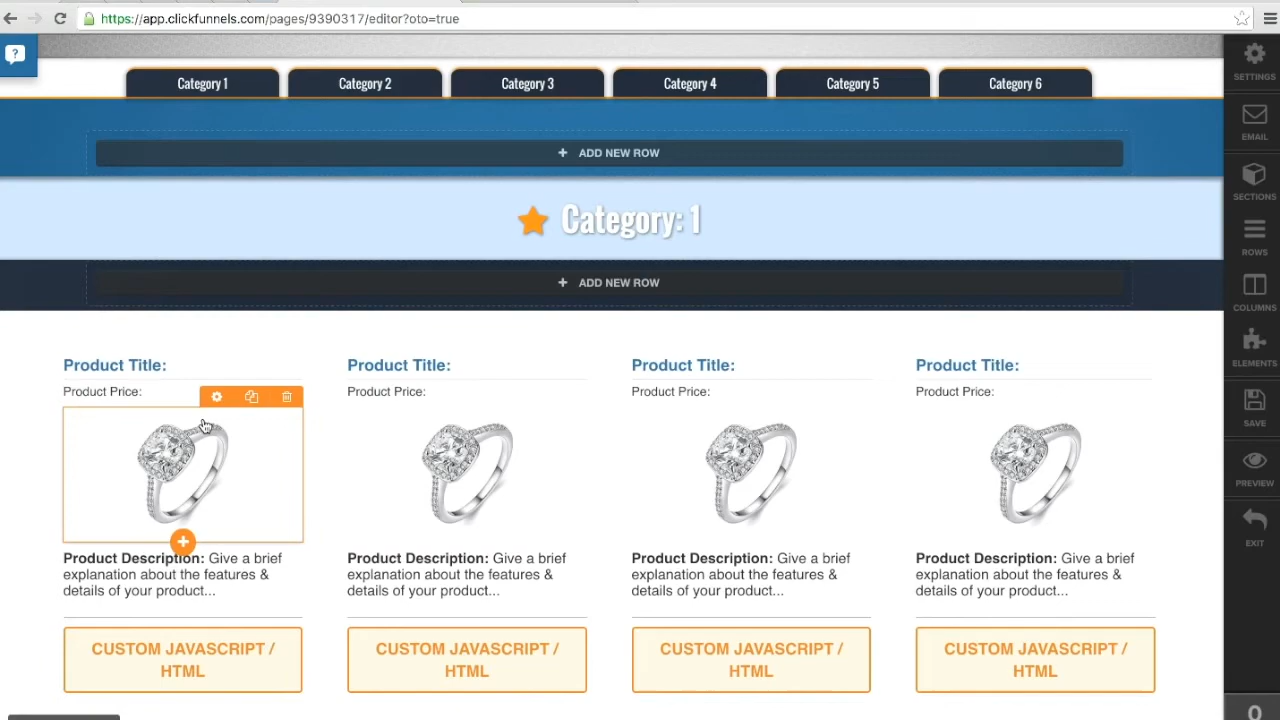 https://app.clickfunnels.com/pages/9390317/editor?oto=true
?
SETTINGS
EMAIL
SECTIONS
ROWS
COLUMNS
ELEMENTS
SAVE
PREVIEW
EXIT
0
Category 1 Category 2 Category 3 Category 4 Category 5 Category 6
+ ADD NEW ROW
Category: 1
+ ADD NEW ROW
Product Title: Product Title: Product Title: Product Title:
Product Price: Product Price: Product Price: Product Price:
Product Description: Give a brief
explanation about the features &
details of your product...
Product Description: Give a brief
explanation about the features &
details of your product...
Product Description: Give a brief
explanation about the features &
details of your product...
Product Description: Give a brief
explanation about the features &
details of your product...
CUSTOM JAVASCRIPT /
HTML
CUSTOM JAVASCRIPT /
HTML
CUSTOM JAVASCRIPT /
HTML
CUSTOM JAVASCRIPT /
HTML